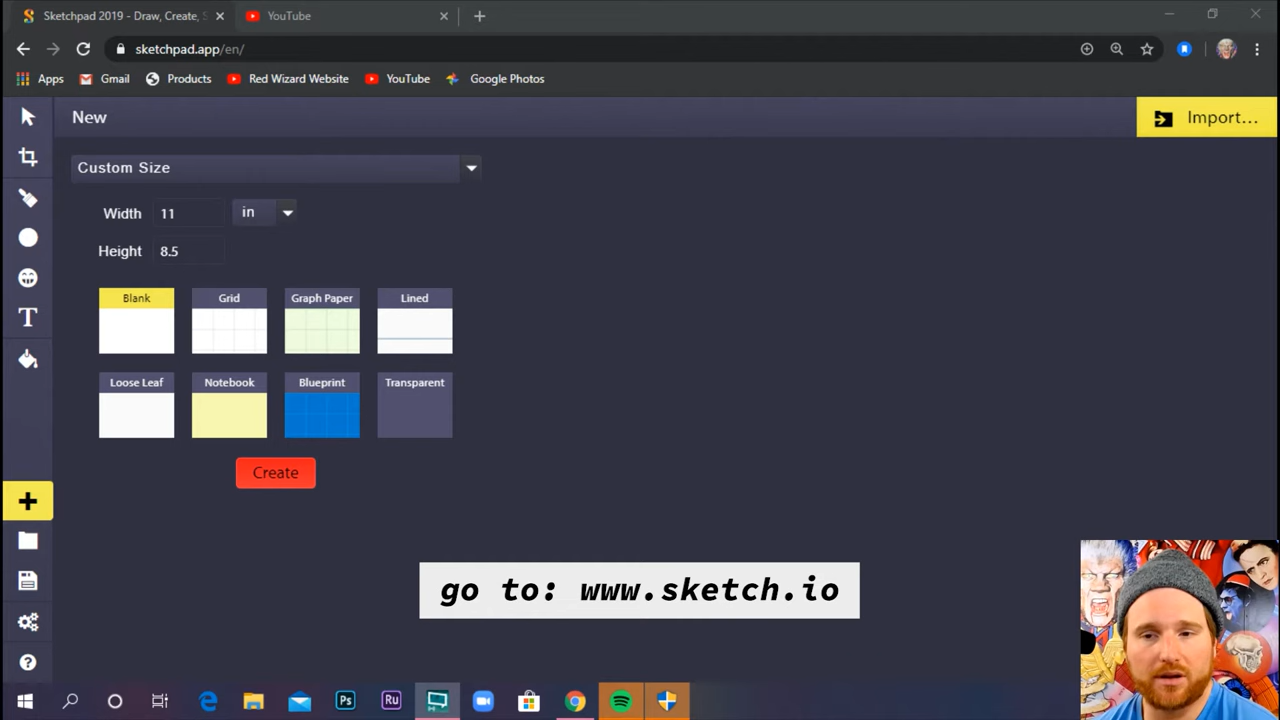 Sketchpad 2019 - Draw, Create, S
YouTube
sketchpad.app/en/
Apps
Gmail
Products
Red Wizard Website
YouTube
Google Photos
New
Import...
Custom Size
Width 11 in
Height 8.5
Blank
Grid
Graph Paper
Lined
Loose Leaf
Notebook
Blueprint
Transparent
Create
T
?
go to: www.sketch.io
Ps
Ru